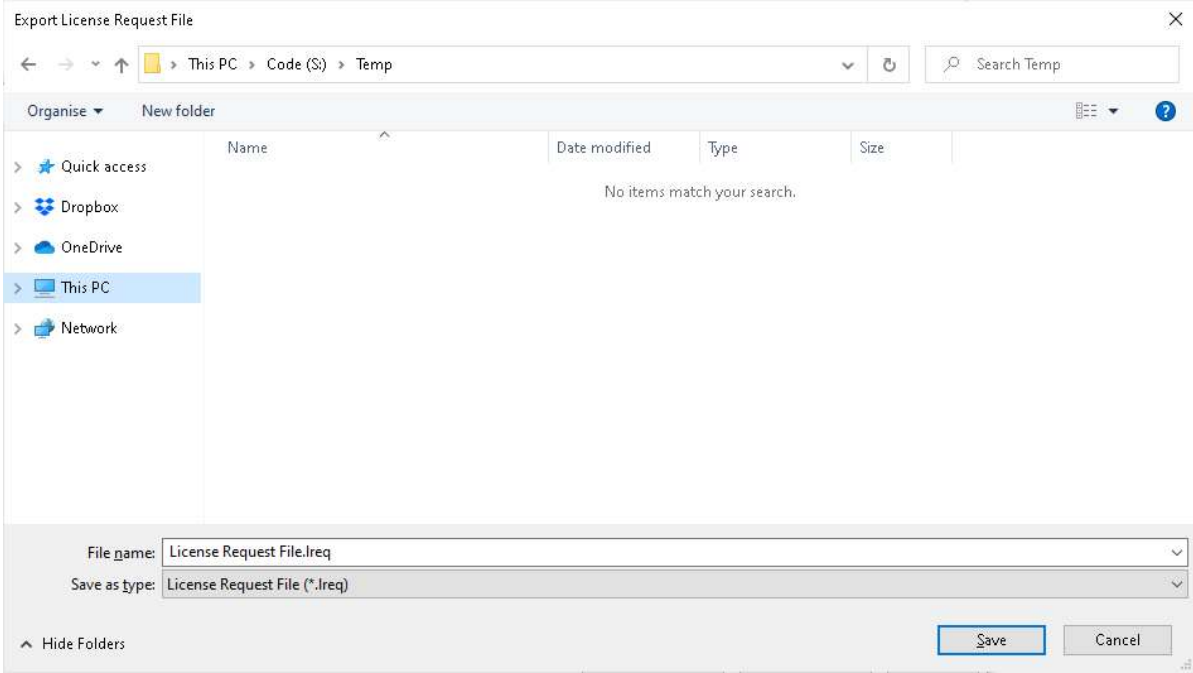 Export License Request File
This PC > Code (S:) > Temp
Search Temp
Organise
New folder
Name
Date modified
Type
Size
Quick access
Dropbox
OneDrive
This PC
Network
No items match your search.
File name: License Request File.lreq
Save as type: License Request File (*.lreq)
Hide Folders
Save
Cancel